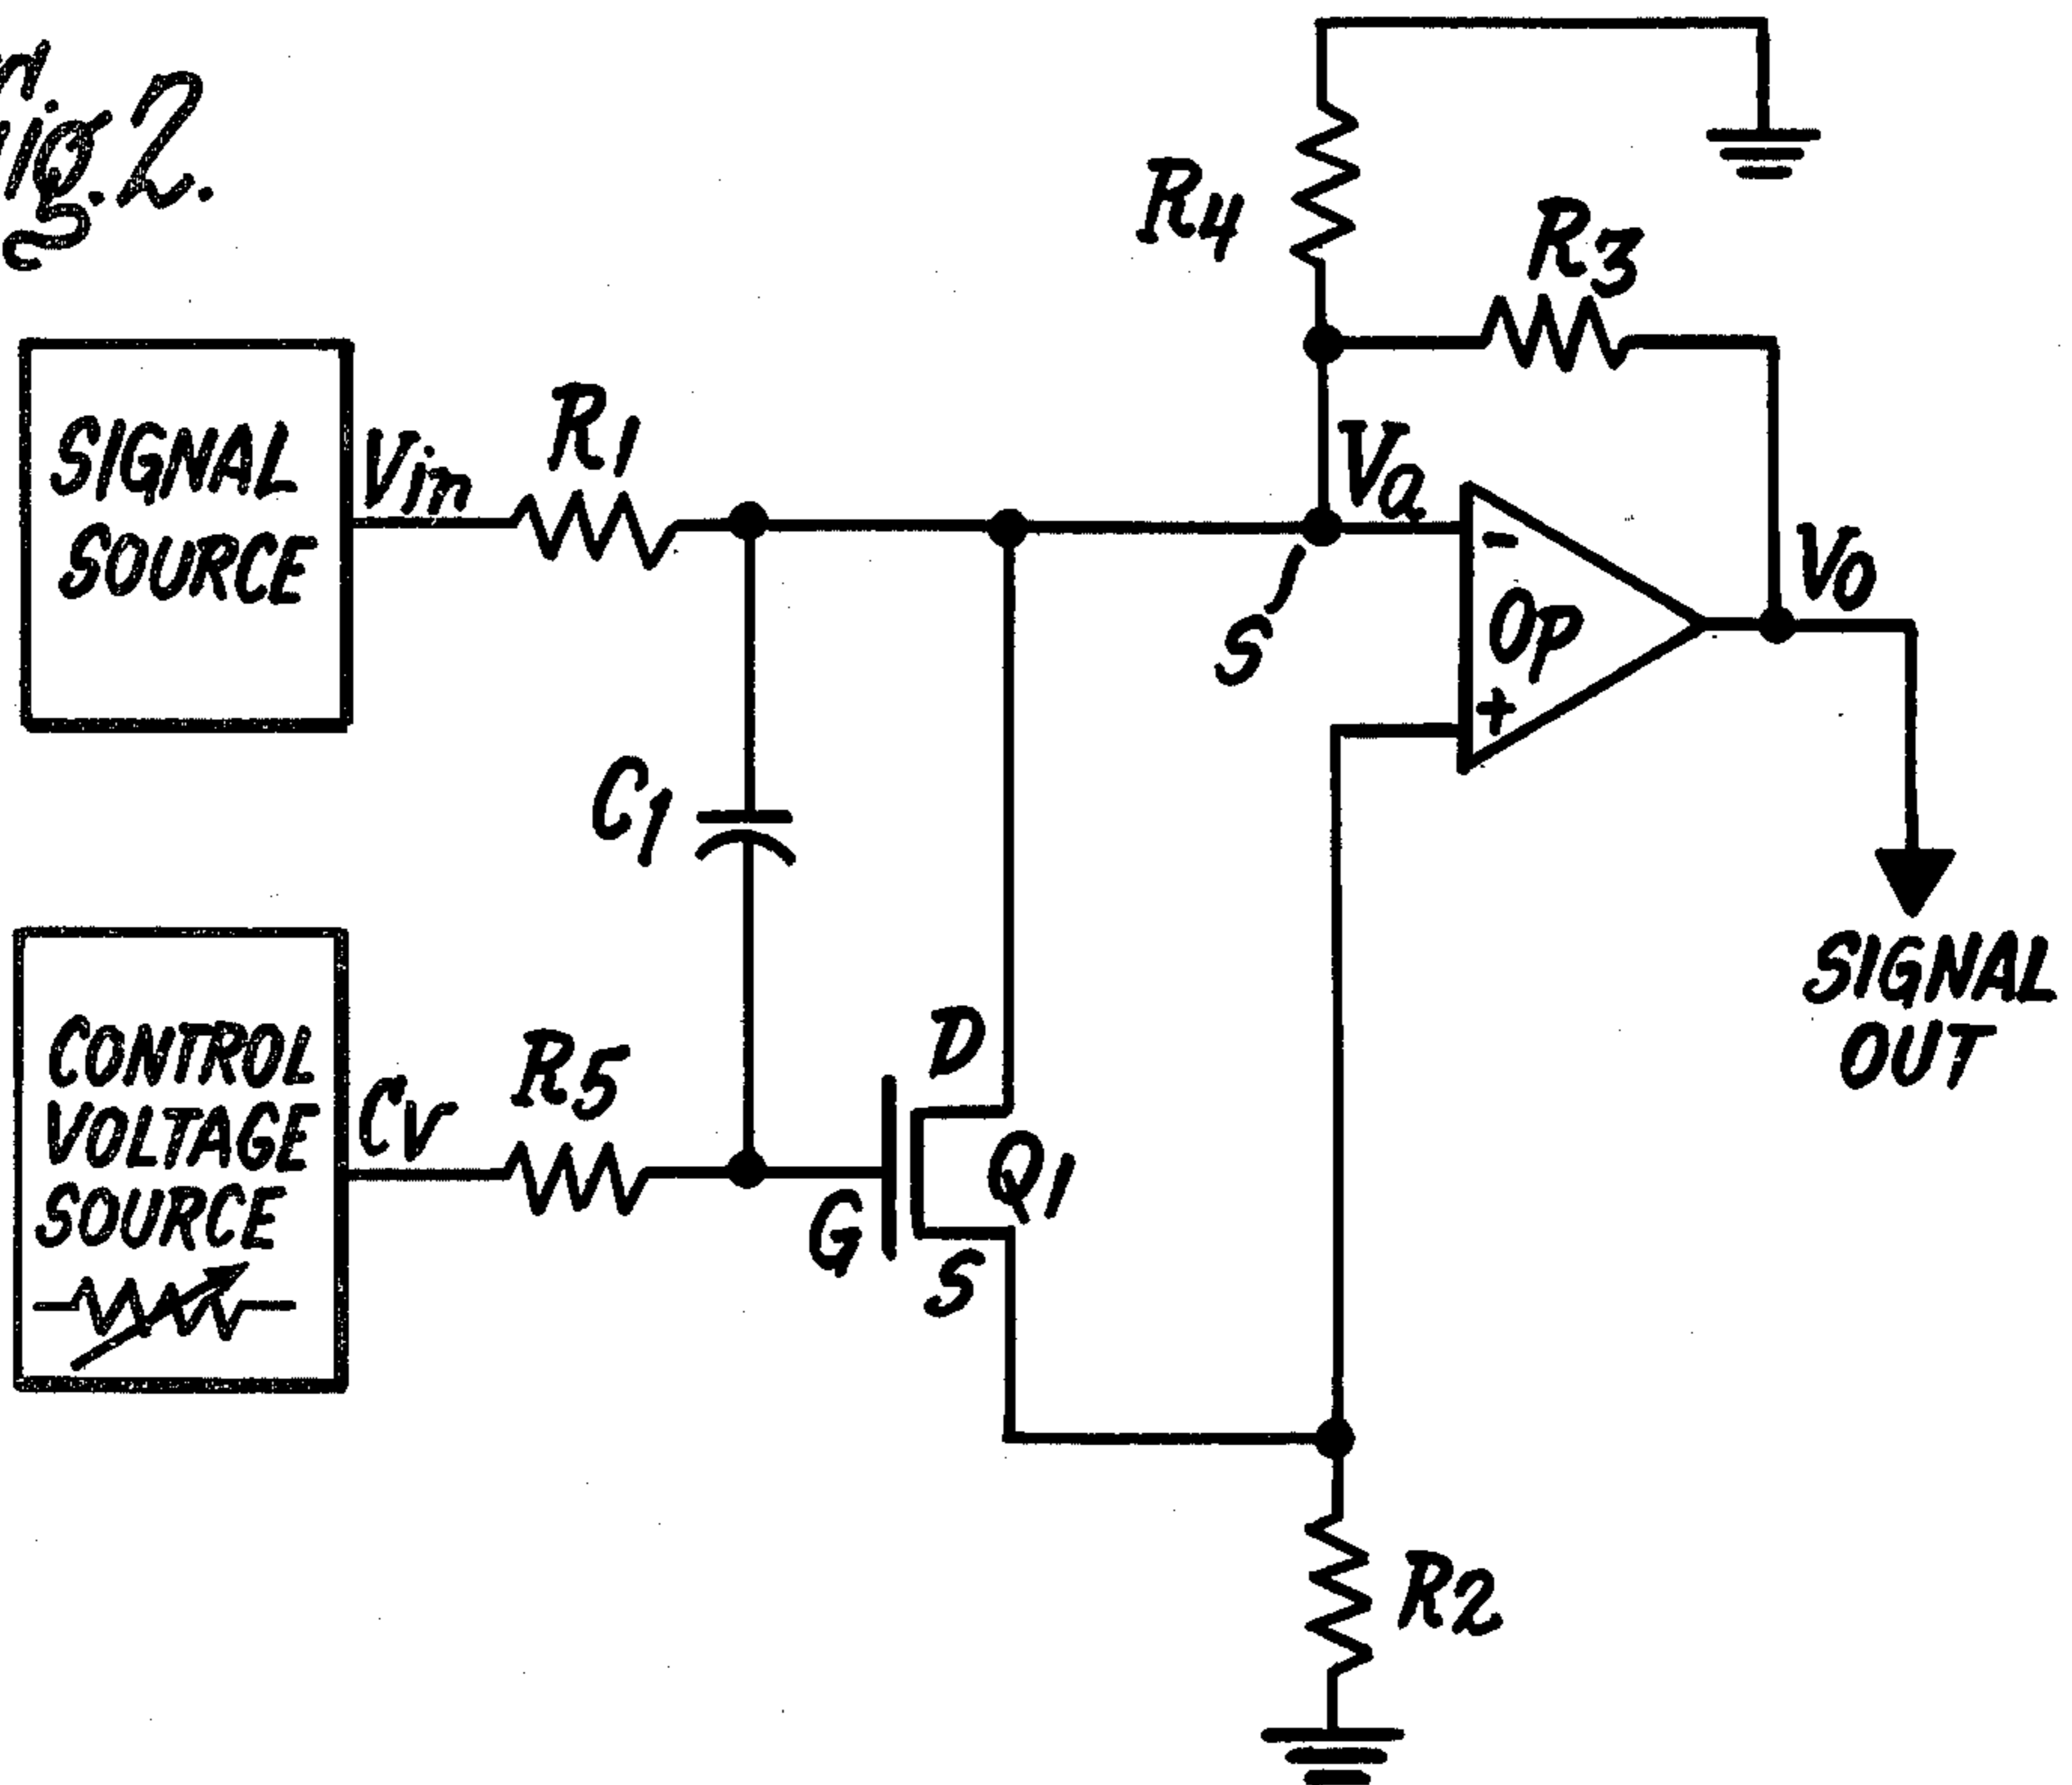 Fig. 2.
R4
R3
SIGNAL
SOURCE
Vin
R1
Va
-
OP
+
Vo
S
C1
SIGNAL
OUT
CONTROL
VOLTAGE
SOURCE
Cv
R5
D
G
Q1
S
R2